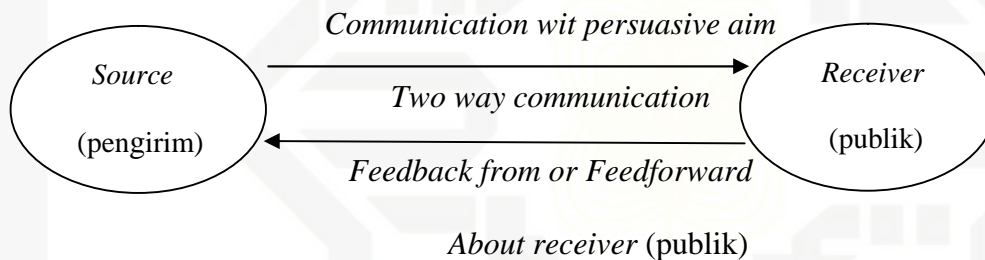 Communication wit persuasive aim
Source
(pengirim)
Two way communication
Receiver
(publik)
Feedback from or Feedforward
About receiver (publik)